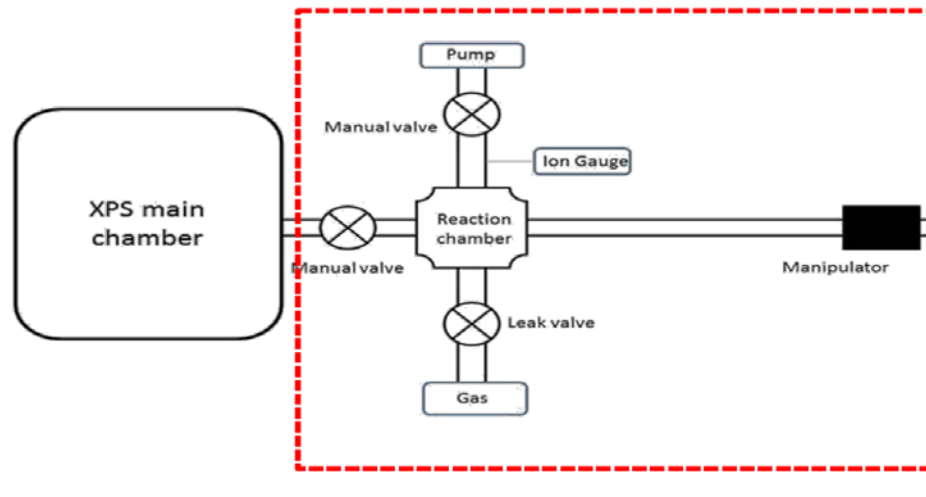 Pump
Manual valve
Ion Gauge
XPS main
chamber
Reaction
chamber
Manual valve
Manipulator
Leak valve
Gas